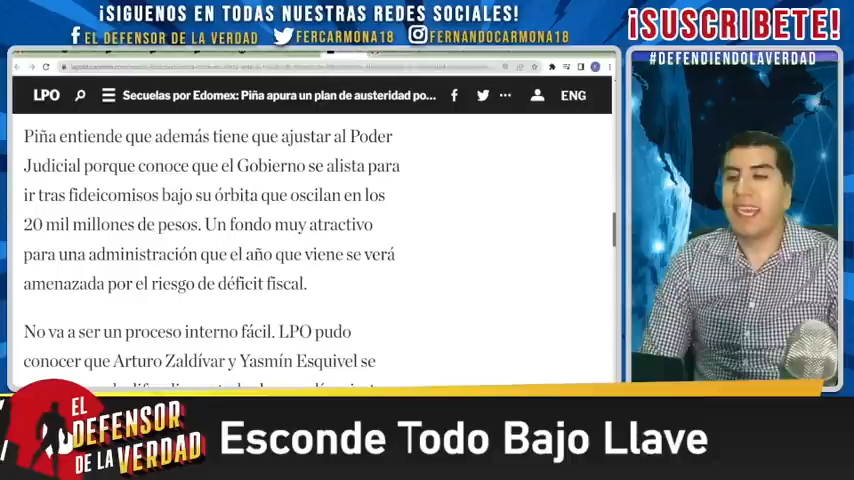 ¡SIGUENOS EN TODAS NUESTRAS REDES SOCIALES!
EL DEFENSOR DE LA VERDAD
FERCARMONA18
FERNANDOCARMONA18
¡SUSCRIBETE!
#DEFENDIENDOLAVERDAD
LPO
Secuelas por Edomex: Piña apura un plan de austeridad po...
ENG
Piña entiende que además tiene que ajustar al Poder
Judicial porque conoce que el Gobierno se alista para
ir tras fideicomisos bajo su órbita que oscilan en los
20 mil millones de pesos. Un fondo muy atractivo
para una administración que el año que viene se verá
amenazada por el riesgo de déficit fiscal.
No va a ser un proceso interno fácil. LPO pudo
conocer que Arturo Zaldívar y Yasmín Esquivel se
EL
DEFENSOR
DE LA VERDAD
Esconde Todo Bajo Llave